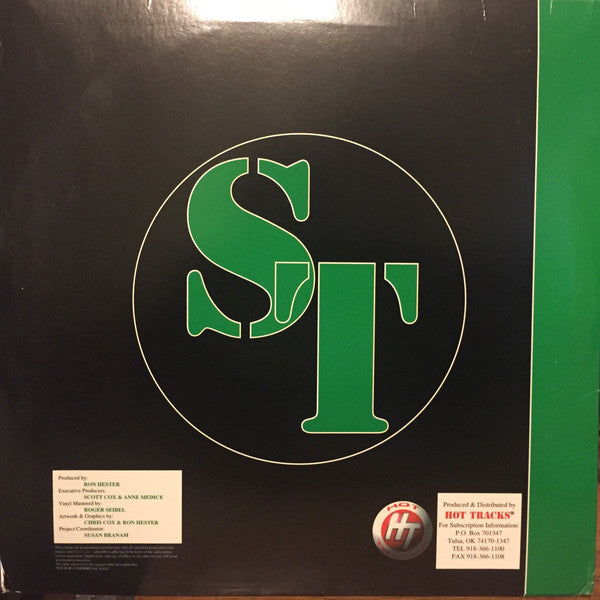 ST
Produced by:
RON HESTER
Executive Producers:
SCOTT COX & ANNE MEDICE
Vinyl Mastered by:
ROGER SEIBEL
Artwork & Graphics by:
CHRIS COX & RON HESTER
Project Coordinator:
SUSAN BRANAM
NOT FOR COMMERCIAL SALE!
HOT
HT
Produced & Distributed by
HOT TRACKS®
For Subscription Information:
P.O. Box 701347
Tulsa, OK 74170-1347
TEL 918-366-1100
FAX 918-366-1108